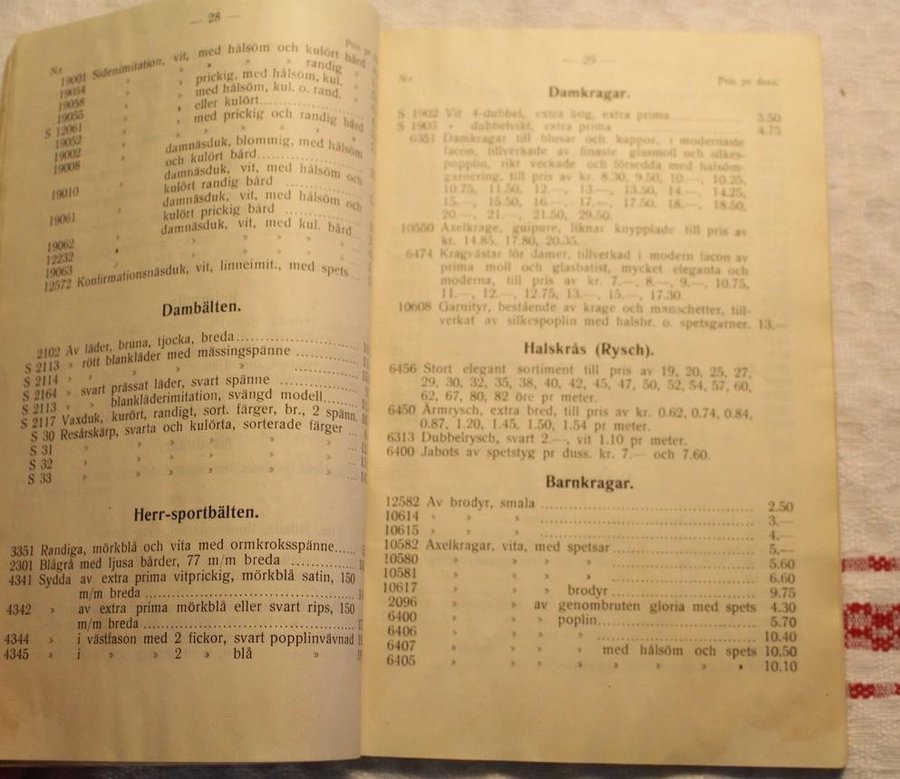 — 28 —
Nr Pris pr
19001 Sidenimitation, vit, med hålsöm och kulört bård
19054 » » » » randig »
19058 » » prickig, med hålsöm, kul.
19055 » » med hålsöm, kul. o. rand.
» eller kulört
S 12061 » » med prickig och randig bård
19052 » » » » »
19002 damnäsduk, blommig, med hålsöm
och kulört bård
19008 » damnäsduk, vit, med hålsöm och
kulört randig bård
19010 » damnäsduk, vit, med hålsöm och
kulört prickig bård
19061 » damnäsduk, vit, med kul. bård
19062 » » » » »
12232 » » » » »
19063 » » » » »
12572 Konfirmationsnäsduk, vit, linneimit., med spets
Dambälten.
2102 Av läder, bruna, tjocka, breda
S 2113 » rött blankläder med mässingspänne
S 2114 » » » » »
S 2164 » svart prässat läder, svart spänne
S 2113 » » blankläderimitation, svängd modell
S 2117 Vaxduk, kurört, randigt, sort. färger, br., 2 spänn.
S 30 Resårskärp, svarta och kulörta, sorterade färger
S 31 » » » » »
S 32 » » » » »
S 33 » » » » »
Herr-sportbälten.
3351 Randiga, mörkblå och vita med ormkroksspänne
2301 Blågrå med ljusa bårder, 77 m/m breda
4341 Sydda av extra prima vitprickig, mörkblå satin, 150
m/m breda
4342 » av extra prima mörkblå eller svart rips, 150
m/m breda
4344 » i västfason med 2 fickor, svart popplinvävnad
4345 » i » » 2 » blå »
— 29 —
Nr Pris pr duss.
Damkragar.
S 1902 Vit 4-dubbel, extra hög, extra prima 3.50
S 1903 » dubbelvikt, extra prima 4.75
6351 Damkragar till blusar och kappor, i modernaste
facon, tillverkade av finaste glasmoll och silkes-
popplin, rikt veckade och försedda med hålsöm-
garnering, till pris av kr. 8.30, 9.50, 10.—, 10.25,
10.75, 11.50, 12.—, 13.—, 13.50, 14.—, 14.25,
15.—, 15.50, 16.—, 17.—, 17.50, 18.—, 18.50,
20.—, 21.—, 21.50, 29.50.
10550 Axelkrage, guipure, liknar knypplade till pris av
kr. 14.85, 17.80, 20.35.
6474 Kragvästar för damer, tillverkad i modern facon av
prima moll och glasbatist, mycket eleganta och
moderna, till pris av kr. 7.—, 8.—, 9.—, 10.75,
11.—, 12.—, 12.75, 13.—, 15.—, 17.30.
10608 Garnityr, bestående av krage och manschetter, till-
verkat av silkespoplin med halsbr. o. spetsgarner. 13.—
Halskrås (Rysch).
6456 Stort elegant sortiment till pris av 19, 20, 25, 27,
29, 30, 32, 35, 38, 40, 42, 45, 47, 50, 52, 54, 57, 60,
62, 67, 80, 82 öre pr meter.
6450 Armrysch, extra bred, till pris av kr. 0.62, 0.74, 0.84,
0.87, 1.20, 1.45, 1.50, 1.54 pr meter.
6313 Dubbelrysch, svart 2.—, vit 1.10 pr meter.
6400 Jabots av spetstyg pr duss. kr. 7.— och 7.60.
Barnkragar.
12582 Av brodyr, smala 2.50
10614 » » » 3.—
10615 » » » 4.—
10582 Axelkragar, vita, med spetsar 5.—
10580 » » » » 5.60
10581 » » » » 6.60
10617 » » » brodyr 9.75
2096 » » av genombruten gloria med spets 4.30
6400 » » » poplin 5.70
6406 » » » » 10.40
6407 » » » » med hålsöm och spets 10.50
6405 » » » » » » » » 10.10